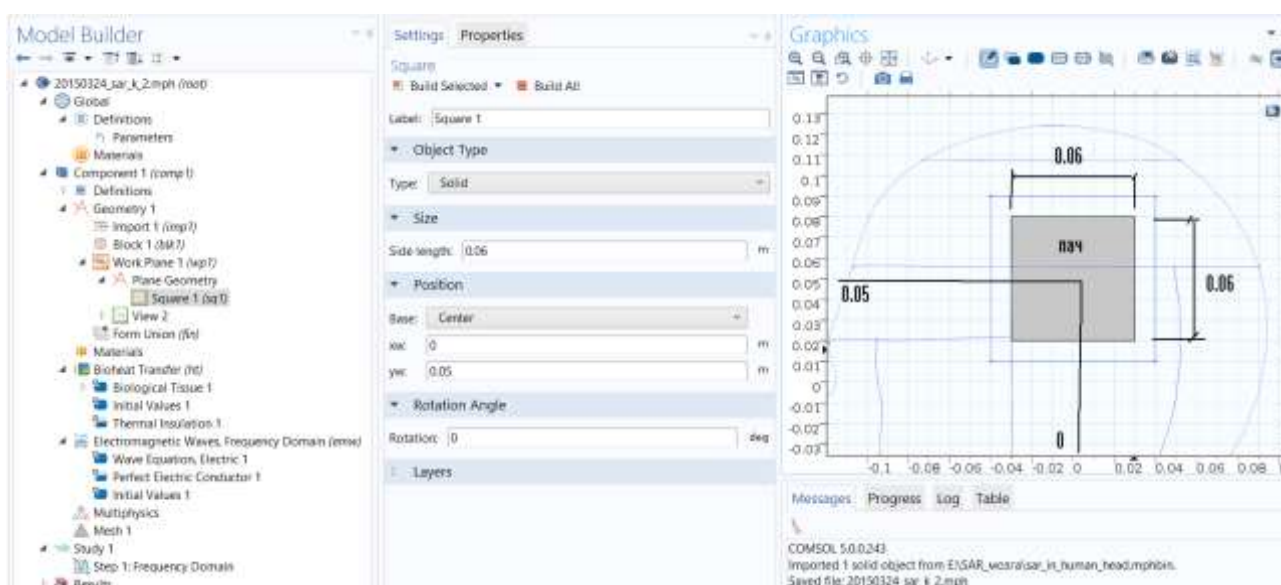 Model Builder
20150324_sar_k_2.mph (root)
Global
Definitions
Parameters
Materials
Component 1 (comp1)
Definitions
Geometry 1
Import 1 (imp1)
Block 1 (blk1)
Work Plane 1 (wp1)
Plane Geometry
Square 1 (sq1)
View 2
Form Union (fin)
Materials
Bioheat Transfer (ht)
Biological Tissue 1
Initial Values 1
Thermal Insulation 1
Electromagnetic Waves, Frequency Domain (emw)
Wave Equation, Electric 1
Perfect Electric Conductor 1
Initial Values 1
Multiphysics
Mesh 1
Study 1
Step 1: Frequency Domain
Results
Settings Properties
Square
Build Selected Build All
Label: Square 1
Object Type
Type: Solid
Size
Side length: 0.06 m
Position
Base: Center
xw: 0 m
yw: 0.05 m
Rotation Angle
Rotation: 0 deg
Layers
Graphics
0.13
0.12
0.11
0.1
0.09
0.08
0.07
0.06
0.05
0.04
0.03
0.02
0.01
0
-0.01
-0.02
-0.03
0.06
пач
0.06
0.05
0
-0.1 -0.08 -0.06 -0.04 -0.02 0 0.02 0.04 0.06 0.08
Messages Progress Log Table
COMSOL 5.0.0.243
Imported 1 solid object from E:\SAR_wozra\sar_in_human_head.mphbin.
Saved file: 20150324_sar_k_2.mph